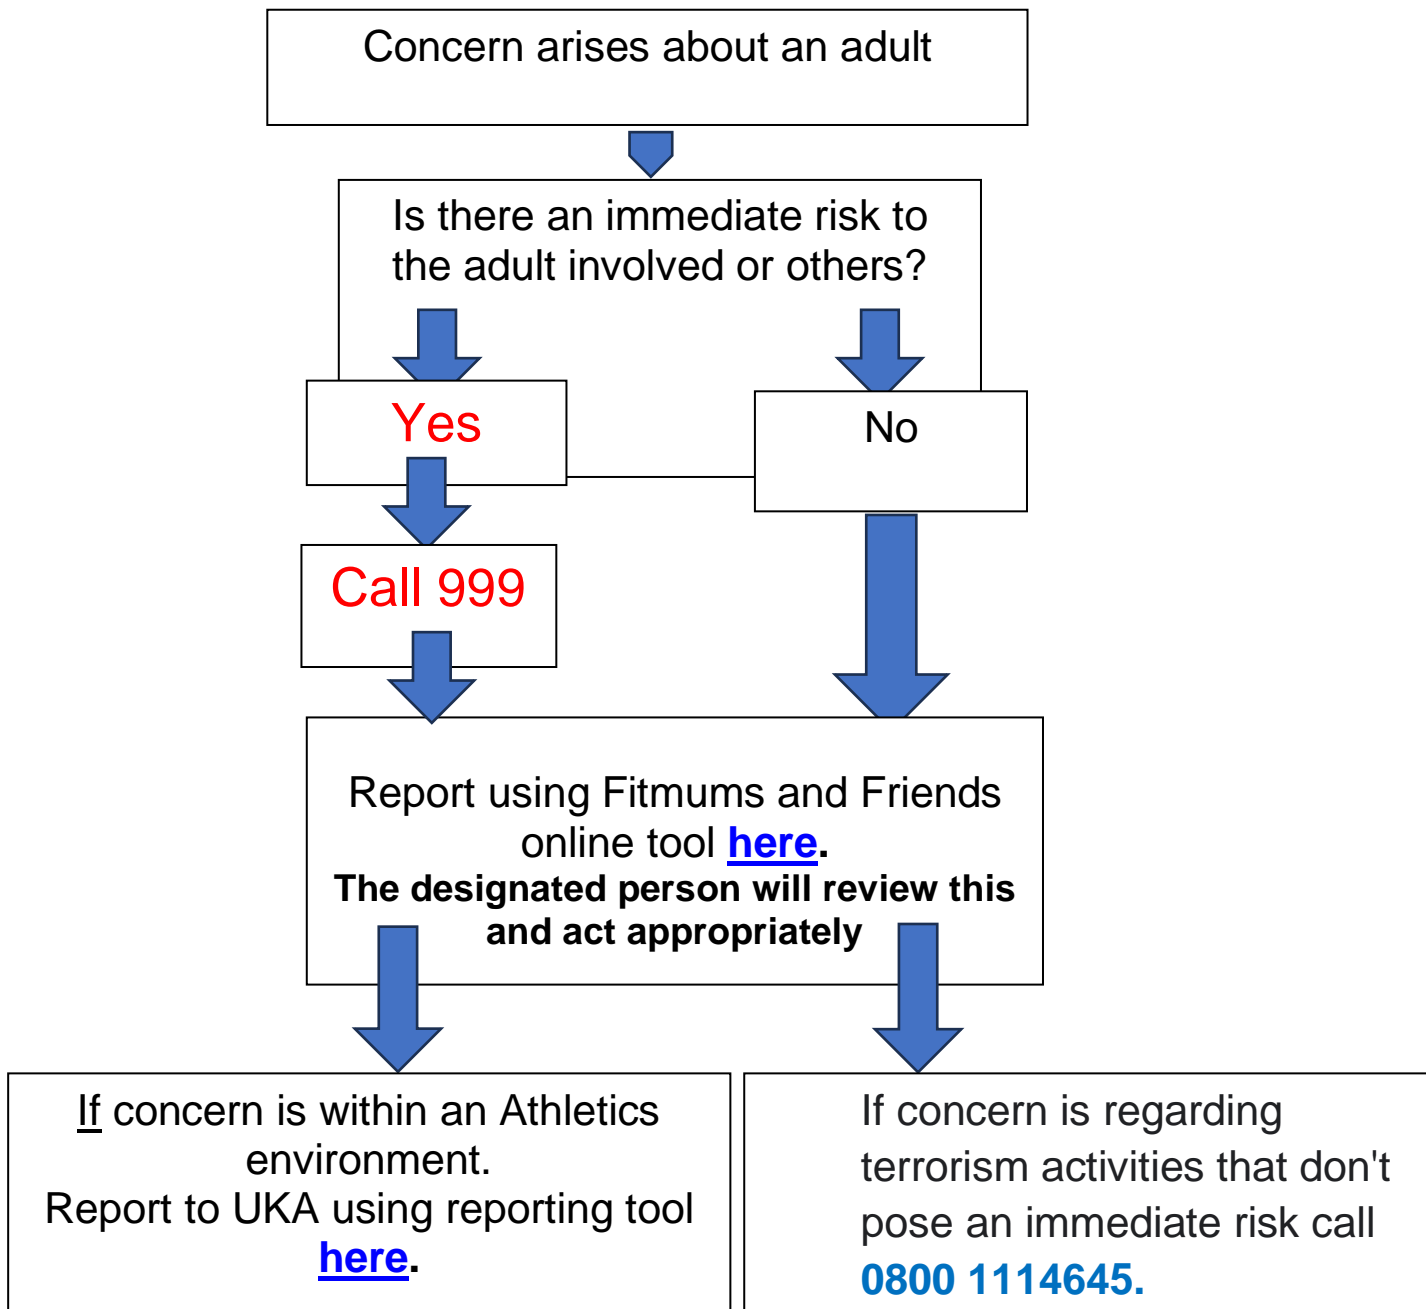 Concern arises about an adult
Is there an immediate risk to
the adult involved or others?
Yes
No
Call 999
Report using Fitmums and Friends
online tool here.
The designated person will review this
and act appropriately
If concern is within an Athletics
environment.
Report to UKA using reporting tool
here.
If concern is regarding
terrorism activities that don't
pose an immediate risk call
0800 1114645.